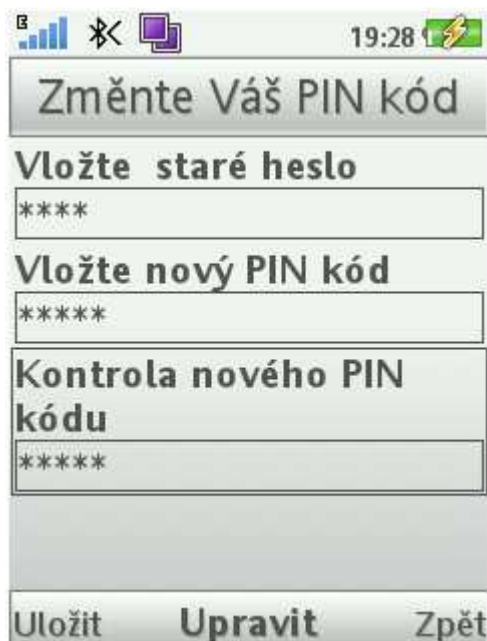 19:28
Změnte Váš PIN kód
Vložte staré heslo
****
Vložte nový PIN kód
*****
Kontrola nového PIN
kódu
*****
Uložit Upravit Zpět